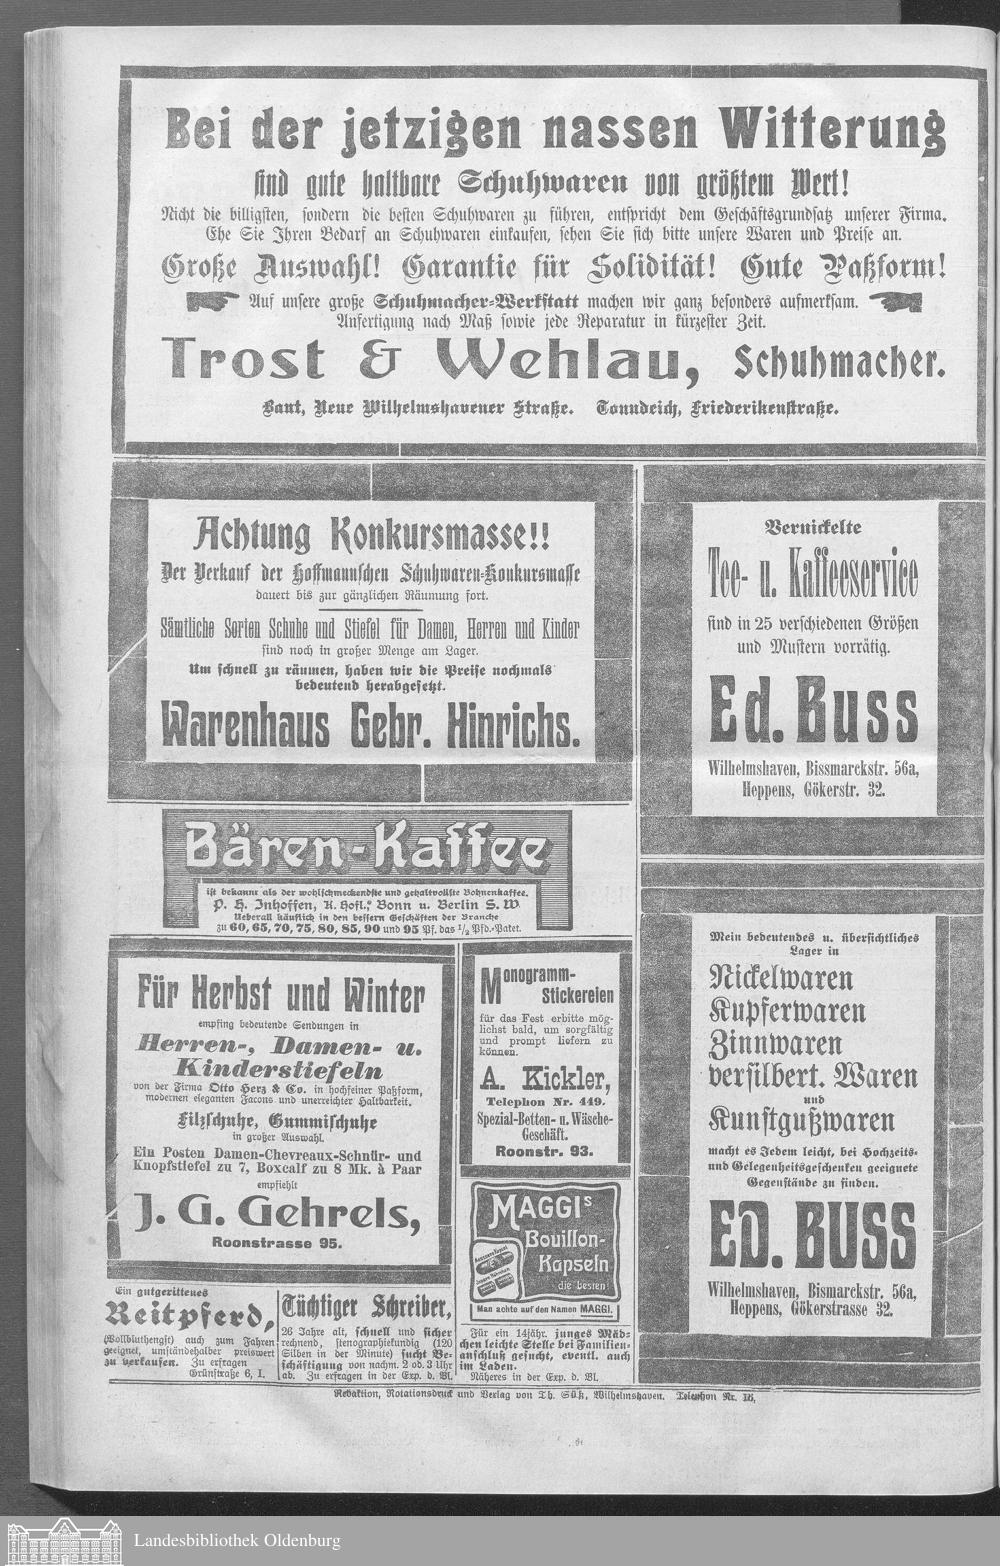 Bei der jetzigen nassen Witterung
sind gute haltbare Schuhwaren von größtem Wert!
Nicht die billigsten, sondern die besten Schuhwaren zu führen, entspricht dem Geschäftsgrundsatz unserer Firma.
Ehe Sie Ihren Bedarf an Schuhwaren einkaufen, sehen Sie sich bitte unsere Waren und Preise an.
Große Auswahl! Garantie für Solidität! Gute Paßform!
Auf unsere große Schuhmacher-Werkstatt machen wir ganz besonders aufmerksam.
Anfertigung nach Maß sowie jede Reparatur in kürzester Zeit.
Trost & Wehlau, Schuhmacher.
Bant, Neue Wilhelmshavener Straße. Tonndeich, Friederikenstraße.
Achtung Konkursmasse!!
Der Verkauf der Hoffmannschen Schuhwaren-Konkursmasse
dauert bis zur gänzlichen Räumung fort.
Sämtliche Sorten Schuhe und Stiefel für Damen, Herren und Kinder
sind noch in großer Menge am Lager.
Um schnell zu räumen, haben wir die Preise nochmals
bedeutend herabgesetzt.
Warenhaus Gebr. Hinrichs.
Bären-Kaffee
ist bekannt als der wohlschmeckendste und gehaltvollste Bohnenkaffee.
P. H. Inhoffen, K. Hofl., Bonn u. Berlin S. W
Ueberall käuflich in den bessern Geschäften der Branche
zu 60, 65, 70, 75, 80, 85, 90 und 95 Pf. das 1/2 Pfd.-Paket.
Für Herbst und Winter
empfing bedeutende Sendungen in
Herren-, Damen- u.
Kinderstiefeln
von der Firma Otto Herz & Co. in hochfeiner Paßform,
modernen eleganten Facons und unerreichter Haltbarkeit.
Filzschuhe, Gummischuhe
in großer Auswahl.
Ein Posten Damen-Chevreaux-Schnür- und
Knopfstiefel zu 7, Boxcalf zu 8 Mk. à Paar
empfiehlt
J. G. Gehrels,
Roonstrasse 95.
Monogramm-
Stickereien
für das Fest erbitte mög-
lichst bald, um sorgfältig
und prompt liefern zu
können.
A. Kickler,
Telephon Nr. 449.
Spezial-Betten- u. Wäsche-
Geschäft.
Roonstr. 93.
MAGGIs
Bouillon-
Kapseln
die besten
Man achte auf den Namen MAGGI.
Ein gutgerittenes
Reitpferd,
(Vollbluthengst) auch zum Fahren
geeignet, umständehalber preiswert
zu verkaufen. Zu erfragen
Grünstraße 6, I.
Tüchtiger Schreiber,
26 Jahre alt, schnell und sicher
rechnend, stenographiekundig (120
Silben in der Minute) sucht Be-
schäftigung von nachm. 2 od. 3 Uhr
ab. Zu erfragen in der Exp. d. Bl.
Für ein 14jähr. junges Mäd-
chen leichte Stelle bei Familien-
anschluß gesucht, eventl. auch
im Laden.
Näheres in der Exp. d. Bl.
Vernickelte
Tee- u. Kaffeeservice
sind in 25 verschiedenen Größen
und Mustern vorrätig.
Ed. Buss
Wilhelmshaven, Bissmarckstr. 56a,
Heppens, Gökerstr. 32.
Mein bedeutendes u. übersichtliches
Lager in
Nickelwaren
Kupferwaren
Zinnwaren
versilbert. Waren
und
Kunstgußwaren
macht es Jedem leicht, bei Hochzeits-
und Gelegenheitsgeschenken geeignete
Gegenstände zu finden.
ED. BUSS
Wilhelmshaven, Bismarckstr. 56a,
Heppens, Gökerstrasse 32.
Redaktion, Rotationsdruck und Verlag von Th. Süß, Wilhelmshaven. Telephon Nr. 16,
Landesbibliothek Oldenburg